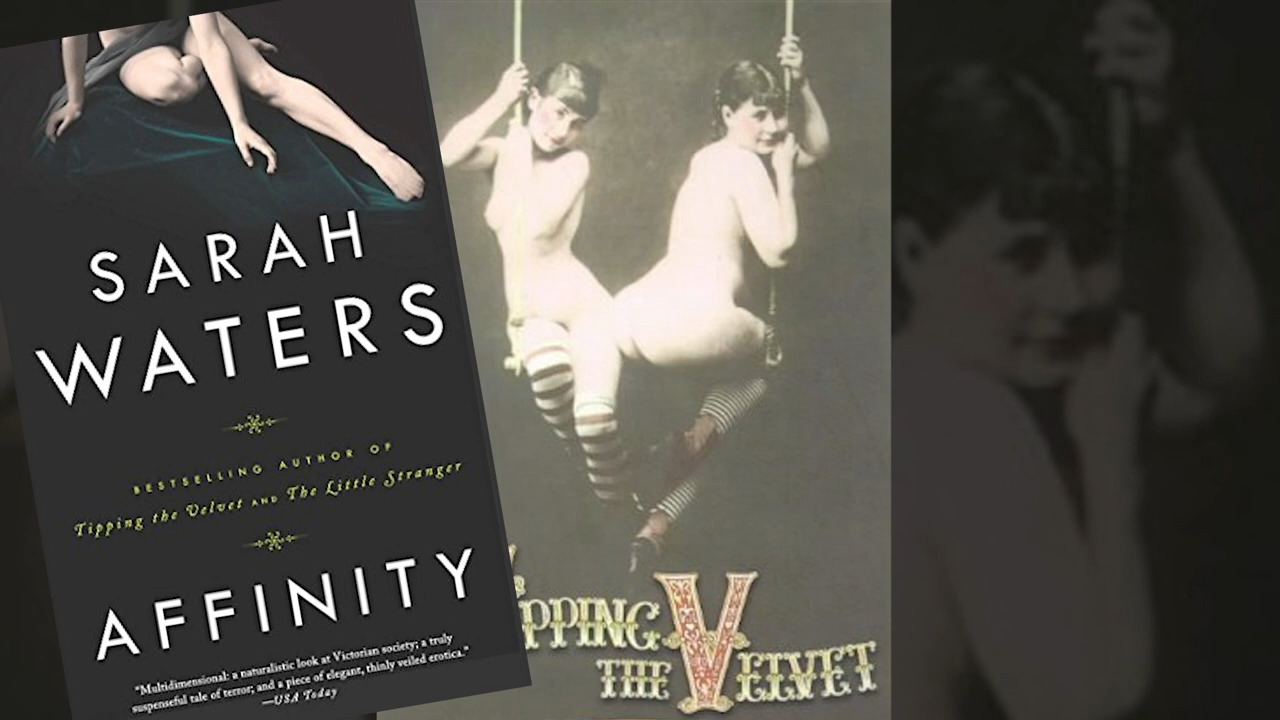 SARAH
WATERS
BESTSELLING AUTHOR OF
Tipping the Velvet AND The Little Stranger
AFFINITY
"Multidimensional: a naturalistic look at Victorian society; a truly
suspenseful tale of terror; and a piece of elegant, thinly veiled erotica."
—USA Today
PPING
THE VELVET